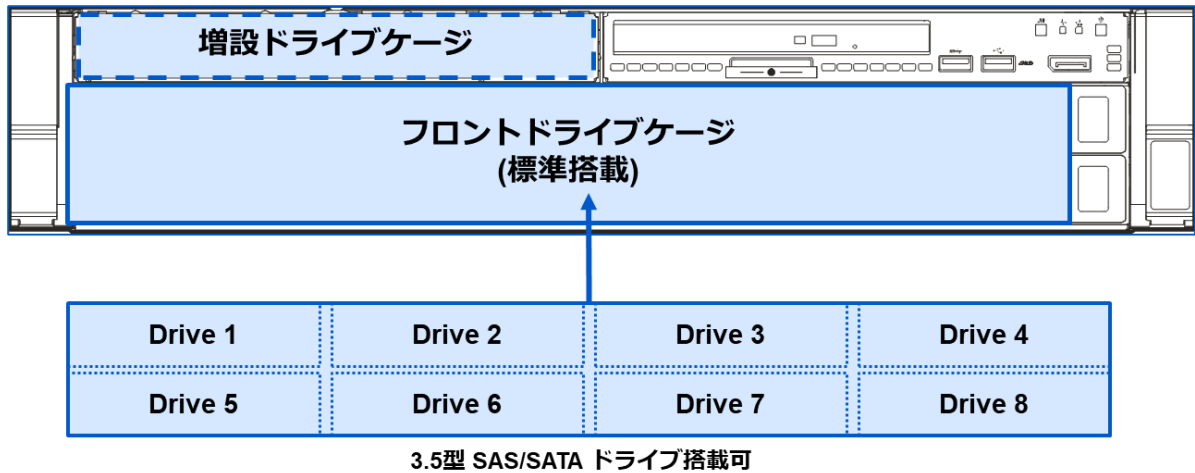 増設ドライブケージ
フロントドライブケージ
(標準搭載)
Drive 1
Drive 2
Drive 3
Drive 4
Drive 5
Drive 6
Drive 7
Drive 8
3.5型 SAS/SATA ドライブ搭載可